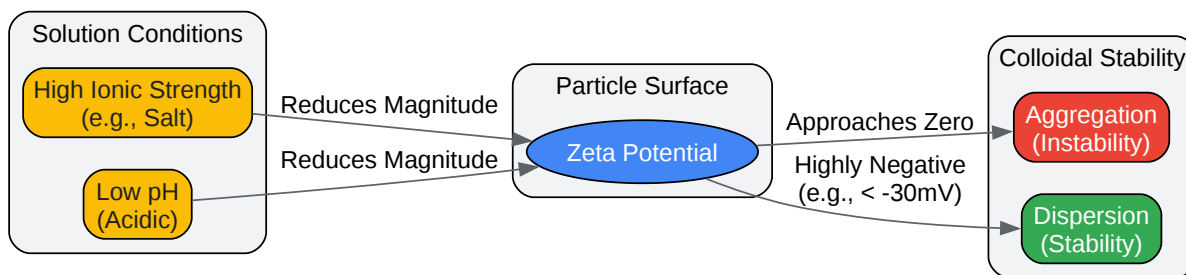 Solution Conditions
High Ionic Strength
(e.g., Salt)
Low pH
(Acidic)
Reduces Magnitude
Reduces Magnitude
Particle Surface
Zeta Potential
Approaches Zero
Highly Negative
(e.g., < -30mV)
Colloidal Stability
Aggregation
(Instability)
Dispersion
(Stability)